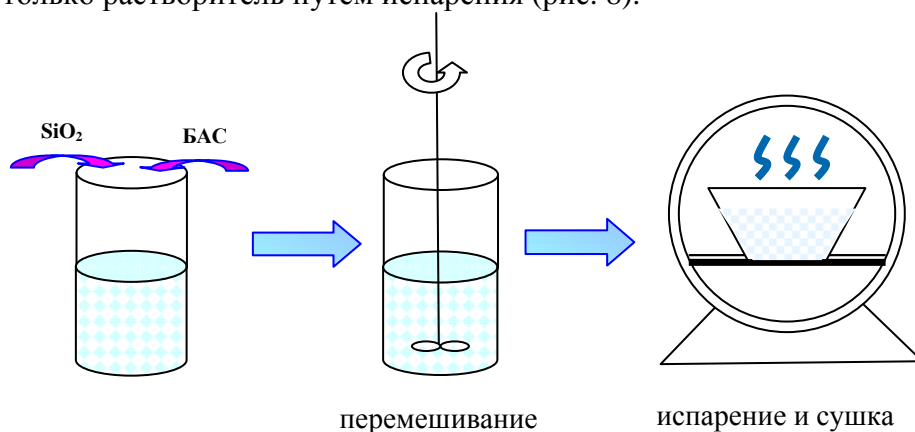 только растворитель путем испарения (рис. 8).
SiO₂
БАС
перемешивание
испарение и сушка